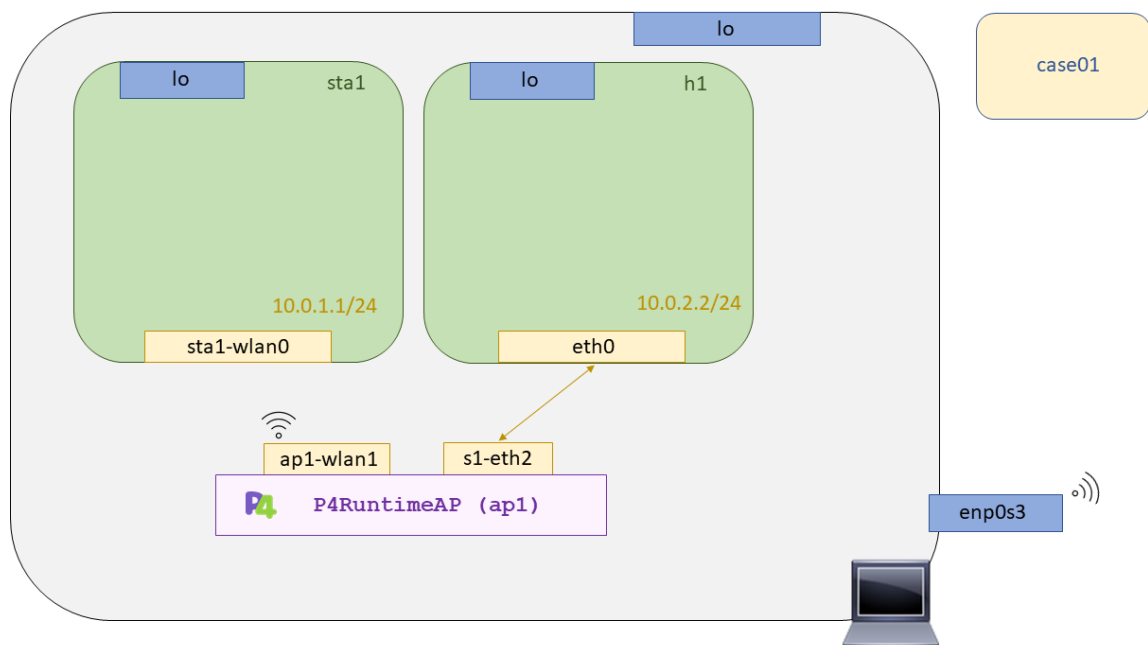 lo
case01
lo
sta1
lo
h1
10.0.1.1/24
10.0.2.2/24
sta1-wlan0
eth0
ap1-wlan1
s1-eth2
P4 P4RuntimeAP (ap1)
enp0s3